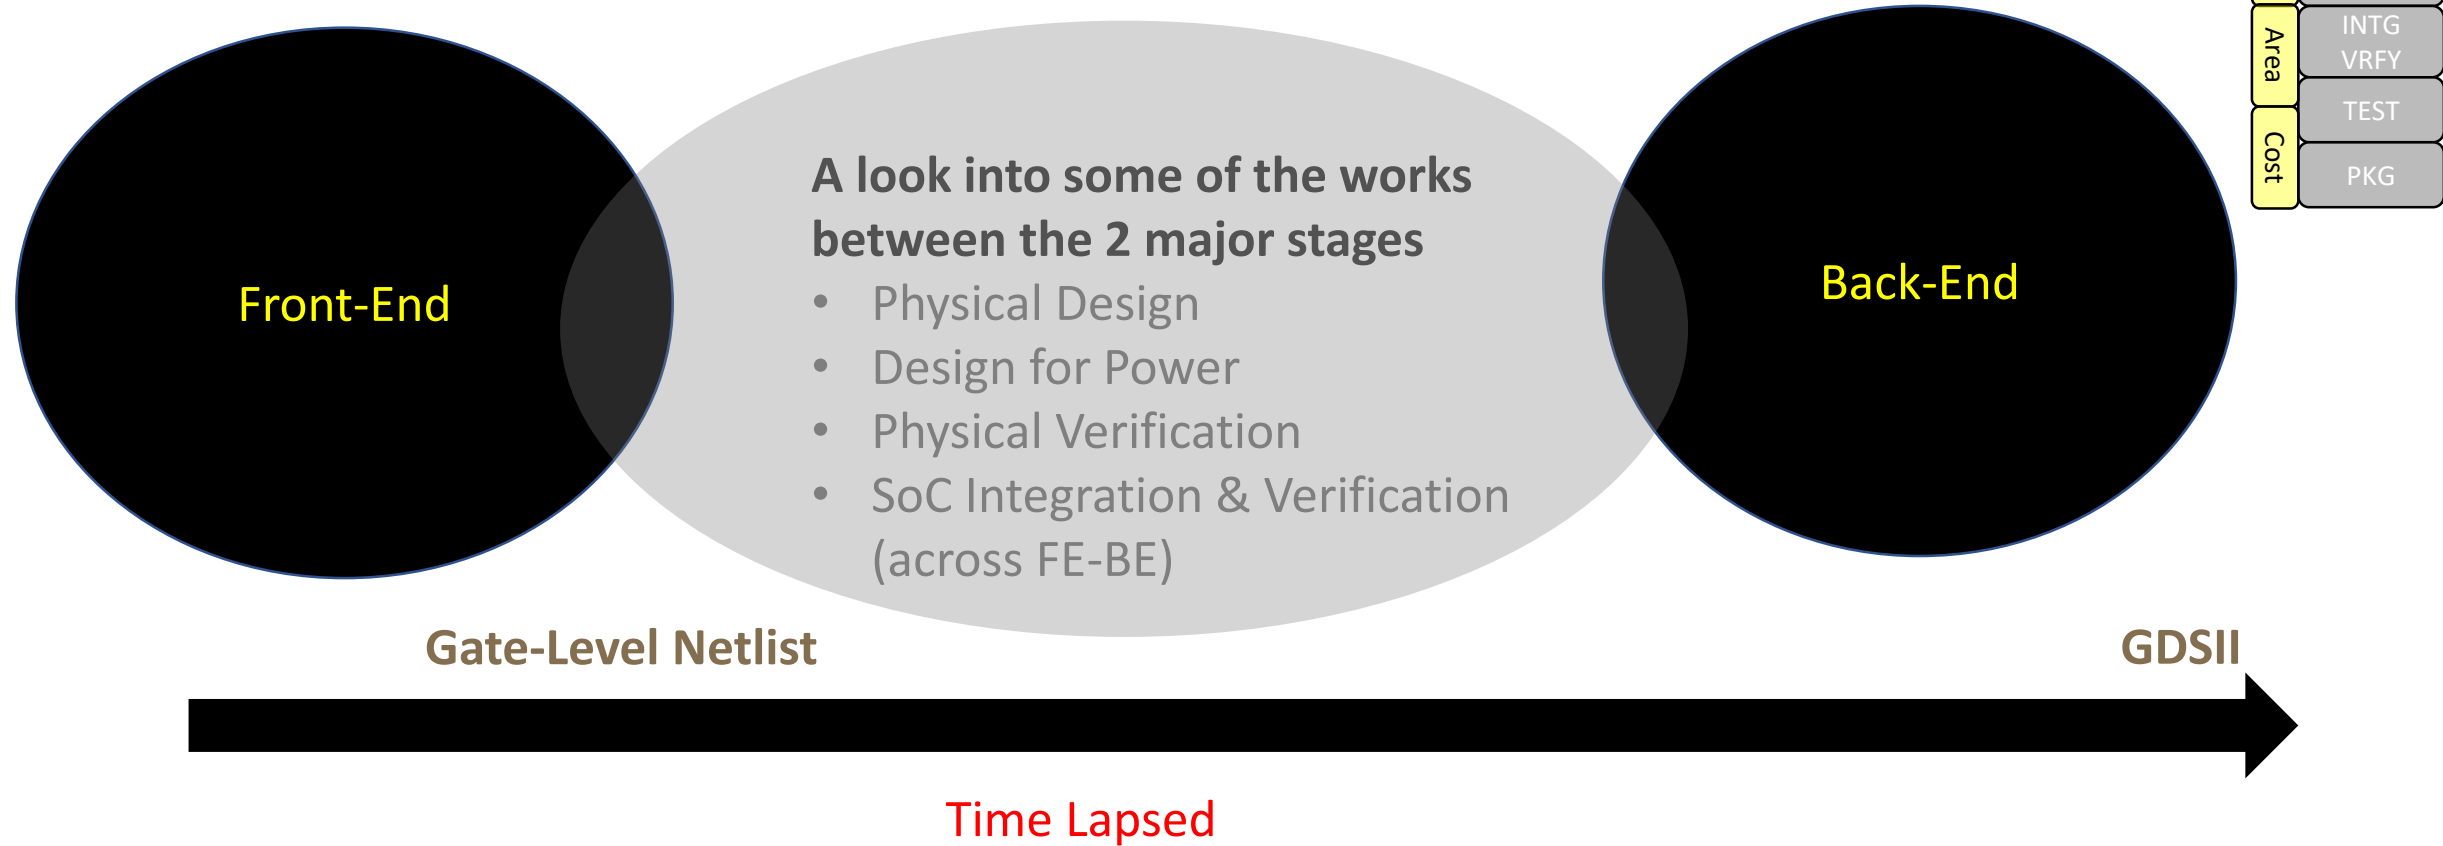 Front-End
A look into some of the works
between the 2 major stages
• Physical Design
• Design for Power
• Physical Verification
• SoC Integration & Verification
(across FE-BE)
Back-End
Area
Cost
INTG
VRFY
TEST
PKG
Gate-Level Netlist
GDSII
Time Lapsed